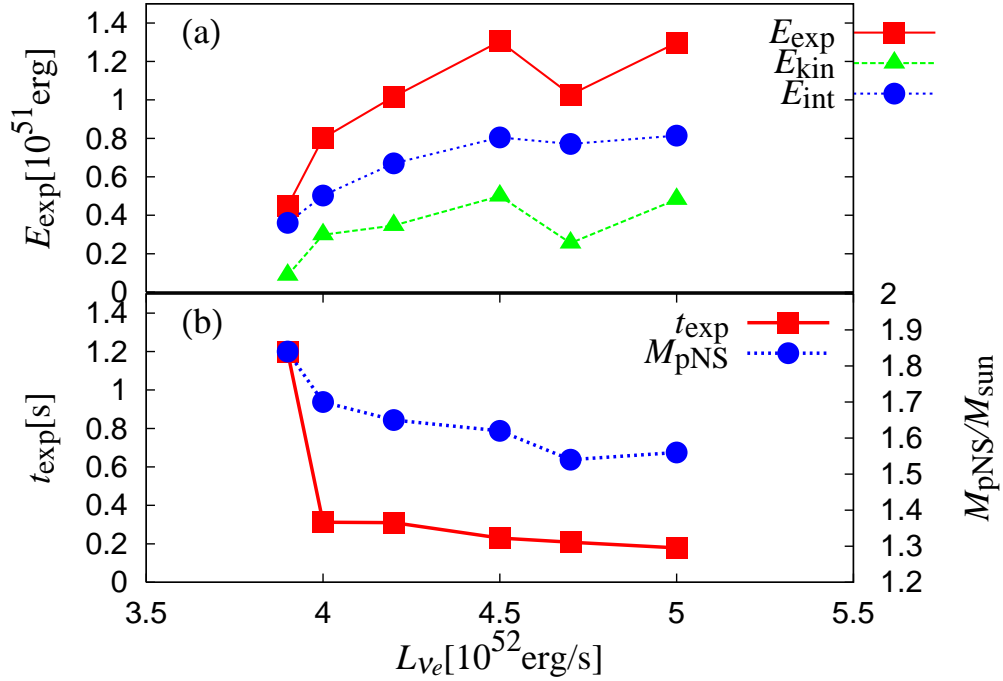 (a)
E_exp
E_kin
E_int
E_exp[10^51erg]
1.4
1.2
1
0.8
0.6
0.4
0.2
0
(b)
t_exp
M_pNS
t_exp[s]
1.4
1.2
1
0.8
0.6
0.4
0.2
0
2
1.9
1.8
1.7
1.6
1.5
1.4
1.3
1.2
M_pNS/M_sun
3.5 4 4.5 5 5.5
L_νe[10^52erg/s]